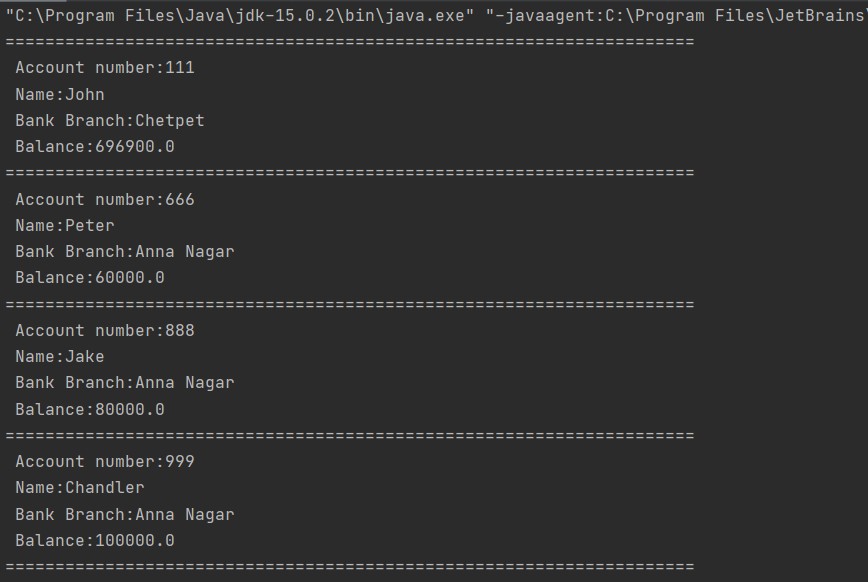 "C:\Program Files\Java\jdk-15.0.2\bin\java.exe" "-javaagent:C:\Program Files\JetBrains\
=====================================================================
Account number:111
Name:John
Bank Branch:Chetpet
Balance:696900.0
=====================================================================
Account number:666
Name:Peter
Bank Branch:Anna Nagar
Balance:60000.0
=====================================================================
Account number:888
Name:Jake
Bank Branch:Anna Nagar
Balance:80000.0
=====================================================================
Account number:999
Name:Chandler
Bank Branch:Anna Nagar
Balance:100000.0
=====================================================================